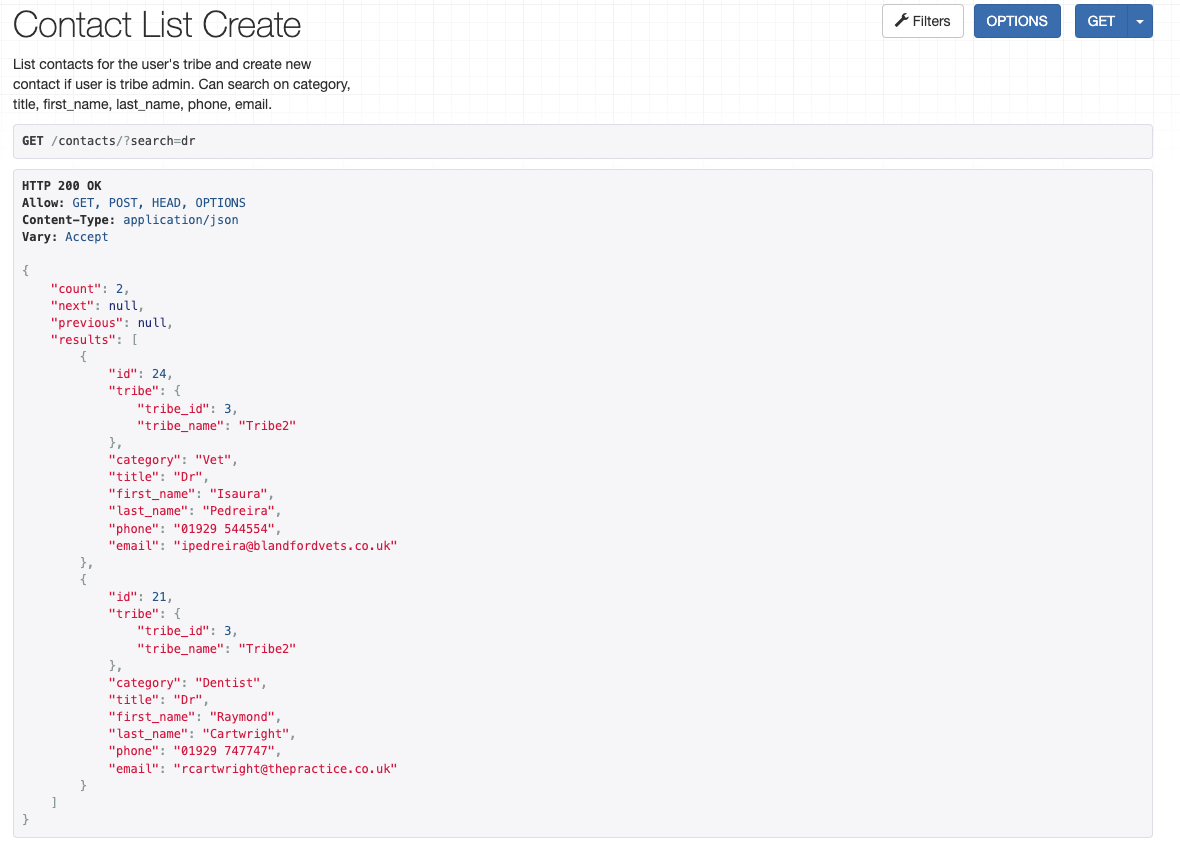 Contact List Create
Filters
OPTIONS
GET
List contacts for the user's tribe and create new
contact if user is tribe admin. Can search on category,
title, first_name, last_name, phone, email.
GET /contacts/?search=dr
HTTP 200 OK
Allow: GET, POST, HEAD, OPTIONS
Content-Type: application/json
Vary: Accept
{
    "count": 2,
    "next": null,
    "previous": null,
    "results": [
        {
            "id": 24,
            "tribe": {
                "tribe_id": 3,
                "tribe_name": "Tribe2"
            },
            "category": "Vet",
            "title": "Dr",
            "first_name": "Isaura",
            "last_name": "Pedreira",
            "phone": "01929 544554",
            "email": "ipedreira@blandfordvets.co.uk"
        },
        {
            "id": 21,
            "tribe": {
                "tribe_id": 3,
                "tribe_name": "Tribe2"
            },
            "category": "Dentist",
            "title": "Dr",
            "first_name": "Raymond",
            "last_name": "Cartwright",
            "phone": "01929 747747",
            "email": "rcartwright@thepractice.co.uk"
        }
    ]
}